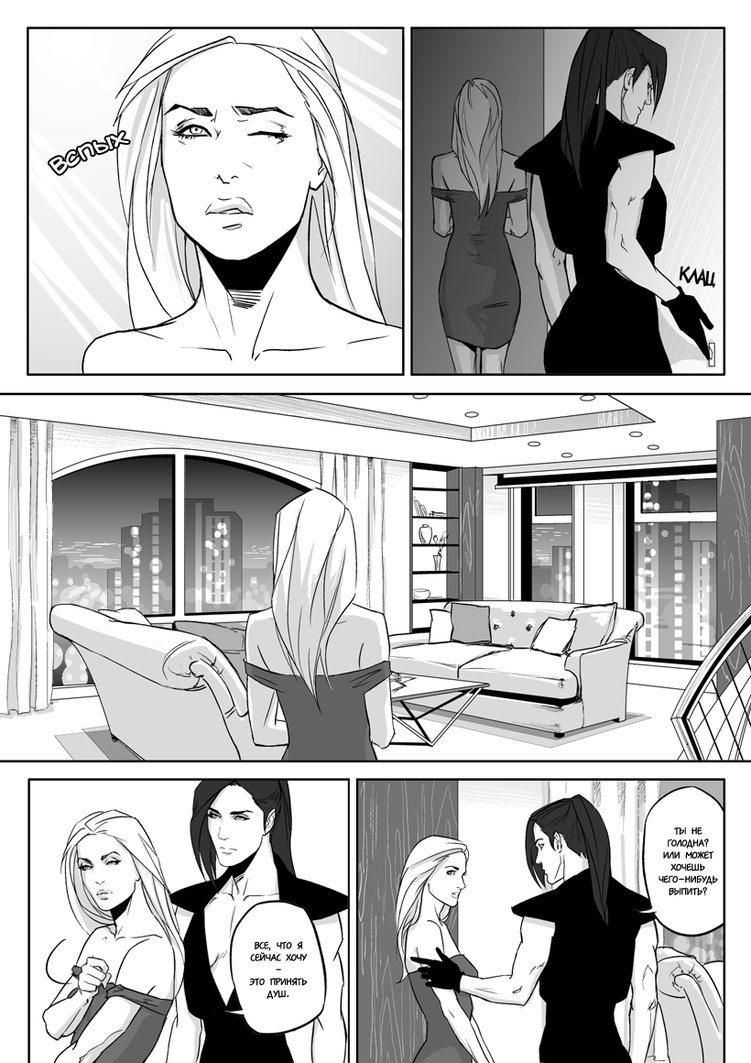 ВСПЫХ
КЛАЦ
ВСЕ, ЧТО Я
СЕЙЧАС ХОЧУ
–
ЭТО ПРИНЯТЬ
ДУШ.
ТЫ НЕ
ГОЛОДНА?
ИЛИ МОЖЕТ
ХОЧЕШЬ
ЧЕГО-НИБУДЬ
ВЫПИТЬ?